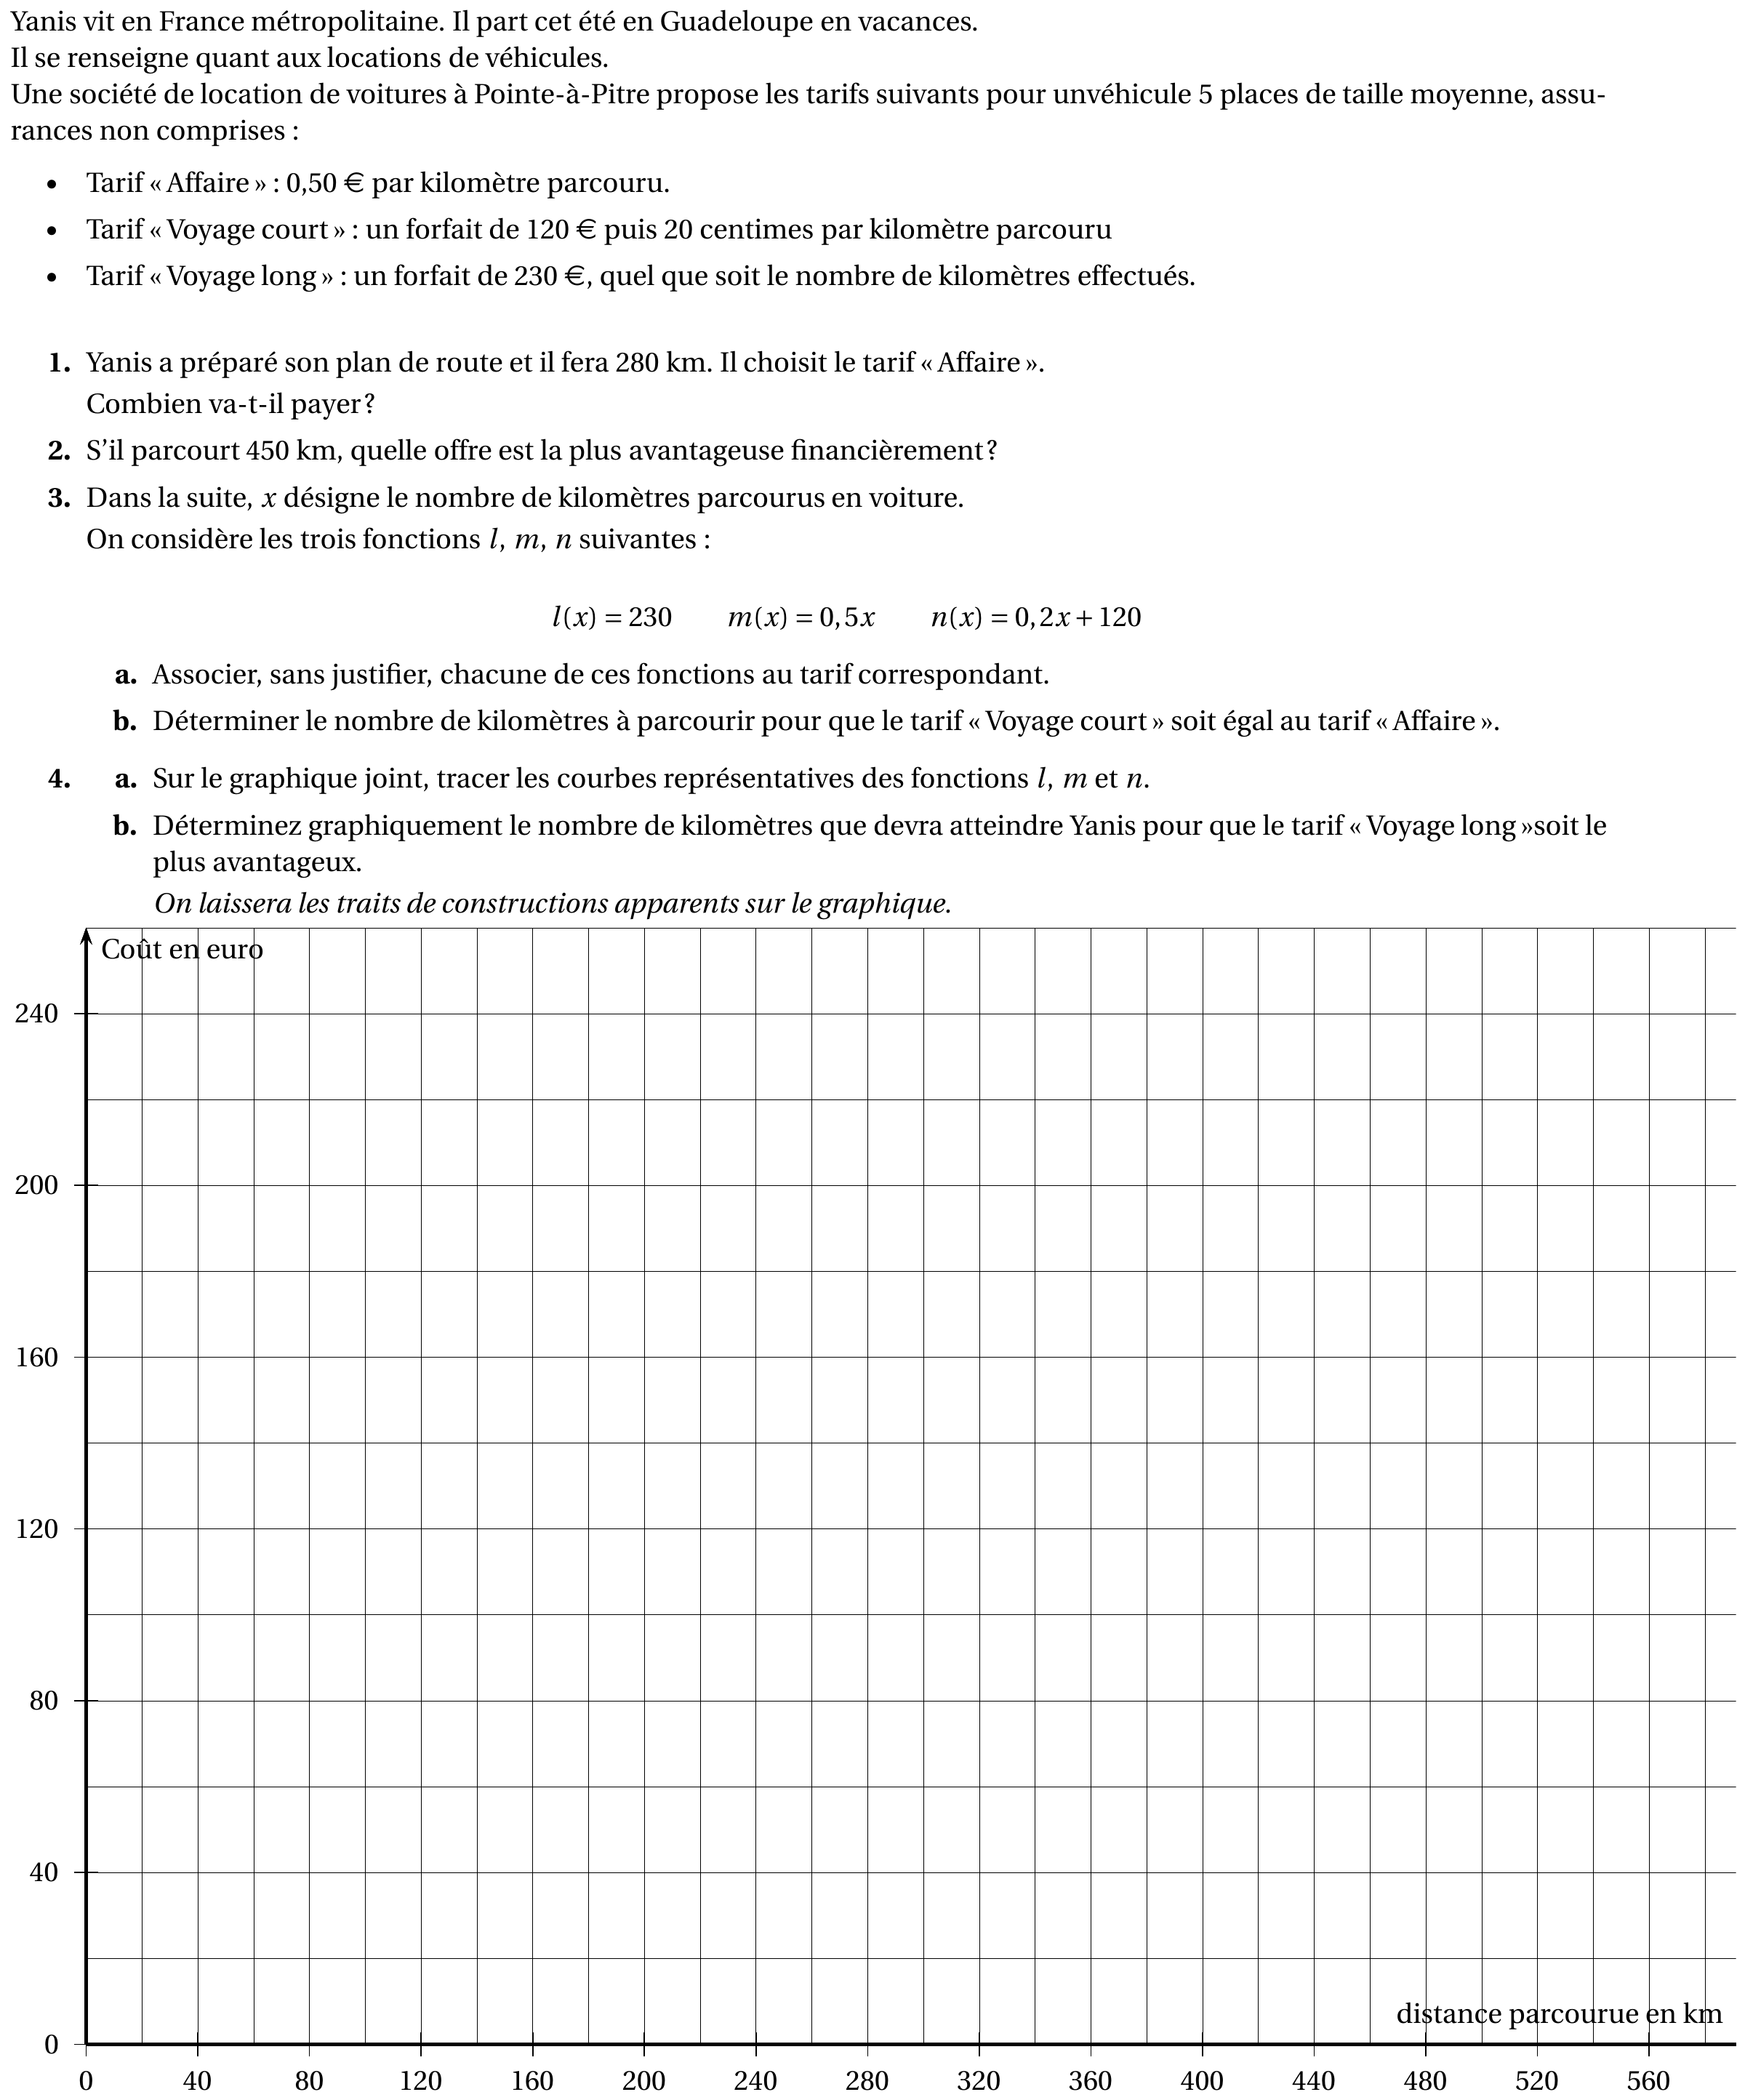 Yanis vit en France métropolitaine. Il part cet été en Guadeloupe en vacances.
Il se renseigne quant aux locations de véhicules.
Une société de location de voitures à Pointe-à-Pitre propose les tarifs suivants pour unvéhicule 5 places de taille moyenne, assu-
rances non comprises :
• Tarif « Affaire » : 0,50 € par kilomètre parcouru.
• Tarif « Voyage court » : un forfait de 120 € puis 20 centimes par kilomètre parcouru
• Tarif « Voyage long » : un forfait de 230 €, quel que soit le nombre de kilomètres effectués.
1. Yanis a préparé son plan de route et il fera 280 km. Il choisit le tarif « Affaire ».
Combien va-t-il payer ?
2. S'il parcourt 450 km, quelle offre est la plus avantageuse financièrement ?
3. Dans la suite, x désigne le nombre de kilomètres parcourus en voiture.
On considère les trois fonctions l, m, n suivantes :
l(x) = 230 m(x) = 0,5x n(x) = 0,2x + 120
a. Associer, sans justifier, chacune de ces fonctions au tarif correspondant.
b. Déterminer le nombre de kilomètres à parcourir pour que le tarif « Voyage court » soit égal au tarif « Affaire ».
4. a. Sur le graphique joint, tracer les courbes représentatives des fonctions l, m et n.
b. Déterminez graphiquement le nombre de kilomètres que devra atteindre Yanis pour que le tarif « Voyage long »soit le
plus avantageux.
On laissera les traits de constructions apparents sur le graphique.
Coût en euro
240
200
160
120
80
40
distance parcourue en km
0
0 40 80 120 160 200 240 280 320 360 400 440 480 520 560